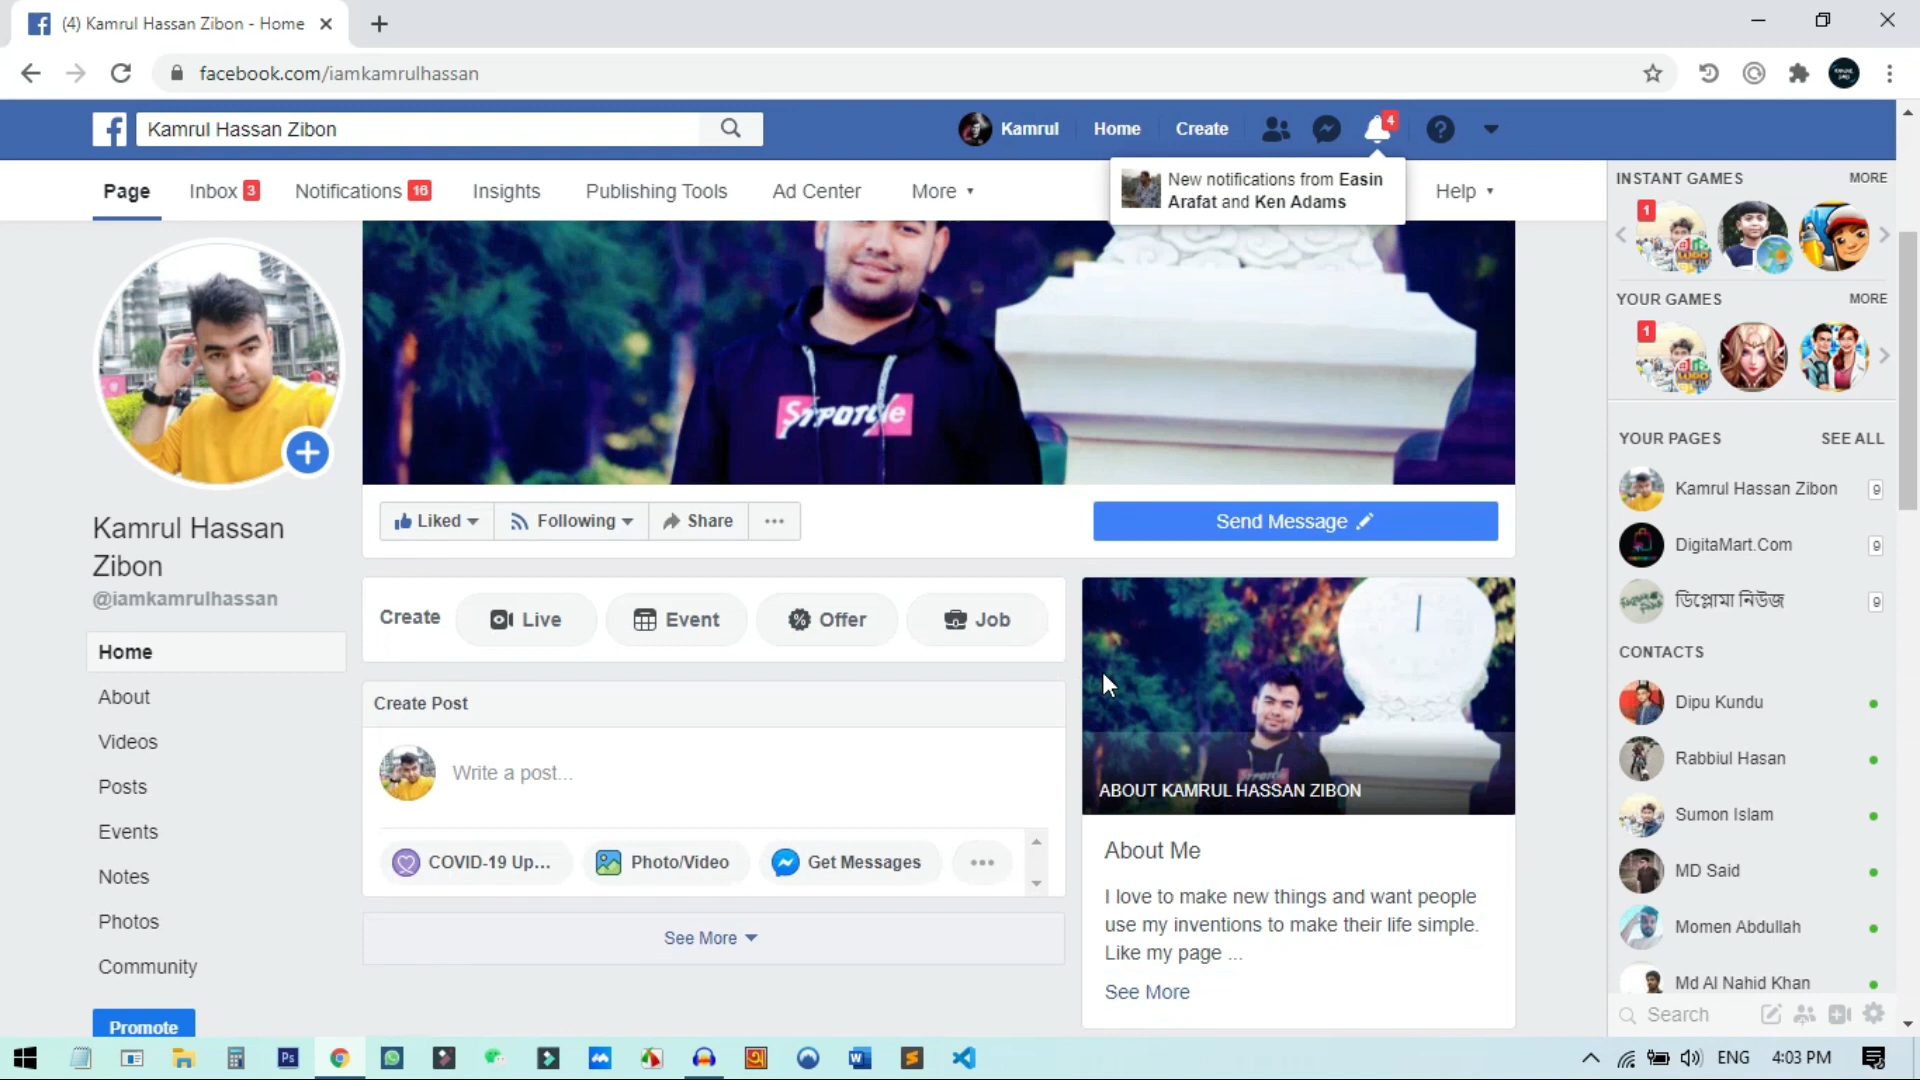 (4) Kamrul Hassan Zibon - Home
facebook.com/iamkamrulhassan
Kamrul Hassan Zibon
Kamrul
Home
Create
4
Page
Inbox 3
Notifications 16
Insights
Publishing Tools
Ad Center
More
Help
New notifications from Easin
Arafat and Ken Adams
Kamrul Hassan
Zibon
@iamkamrulhassan
Home
About
Videos
Posts
Events
Notes
Photos
Community
Promote
Liked
Following
Share
Send Message
Create
Live
Event
Offer
Job
Create Post
Write a post...
COVID-19 Up...
Photo/Video
Get Messages
See More
ABOUT KAMRUL HASSAN ZIBON
About Me
I love to make new things and want people
use my inventions to make their life simple.
Like my page ...
See More
INSTANT GAMES
MORE
1
YOUR GAMES
MORE
1
YOUR PAGES
SEE ALL
Kamrul Hassan Zibon
9
DigitaMart.Com
9
ডিপ্লোমা নিউজ
9
CONTACTS
Dipu Kundu
Rabbiul Hasan
Sumon Islam
MD Said
Momen Abdullah
Md Al Nahid Khan
Search
Ps
ENG
4:03 PM